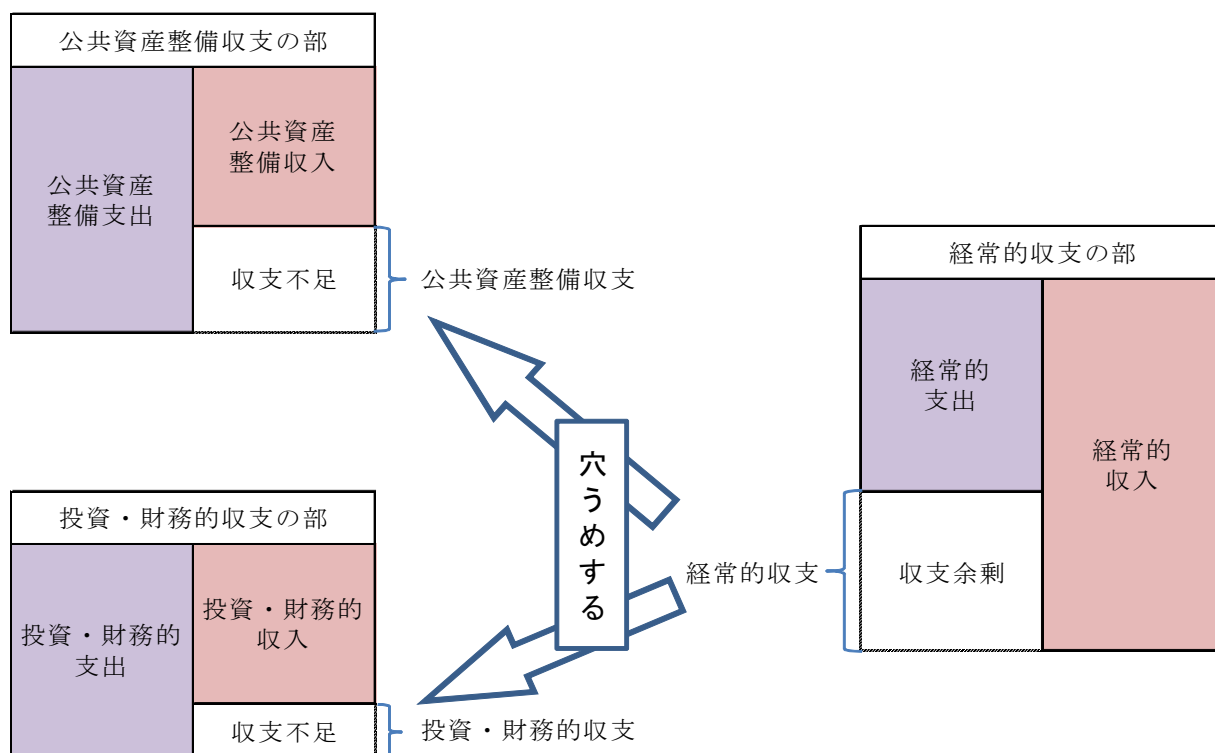 公共資産整備収支の部
公共資産
整備支出
公共資産
整備収入
収支不足
公共資産整備収支
経常的収支の部
経常的
支出
経常的
収入
収支余剰
経常的収支
穴うめする
投資・財務的収支の部
投資・財務的
支出
投資・財務的
収入
収支不足
投資・財務的収支